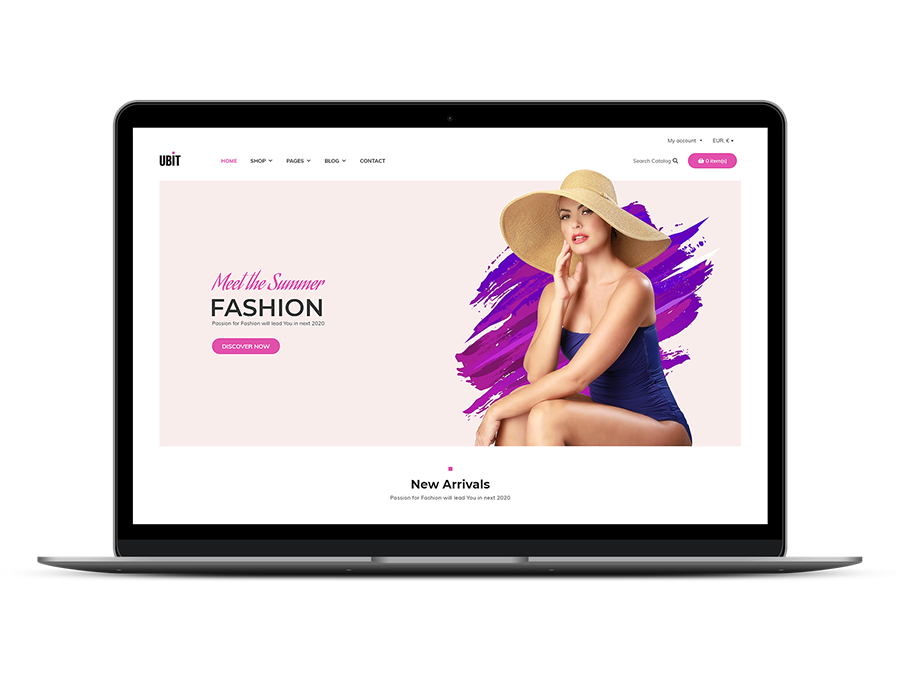 My account EUR, €
UBiT HOME SHOP PAGES BLOG CONTACT Search Catalog 0 item(s)
Meet the Summer
FASHION
Passion for Fashion will lead You in next 2020
DISCOVER NOW
New Arrivals
Passion for Fashion will lead You in next 2020